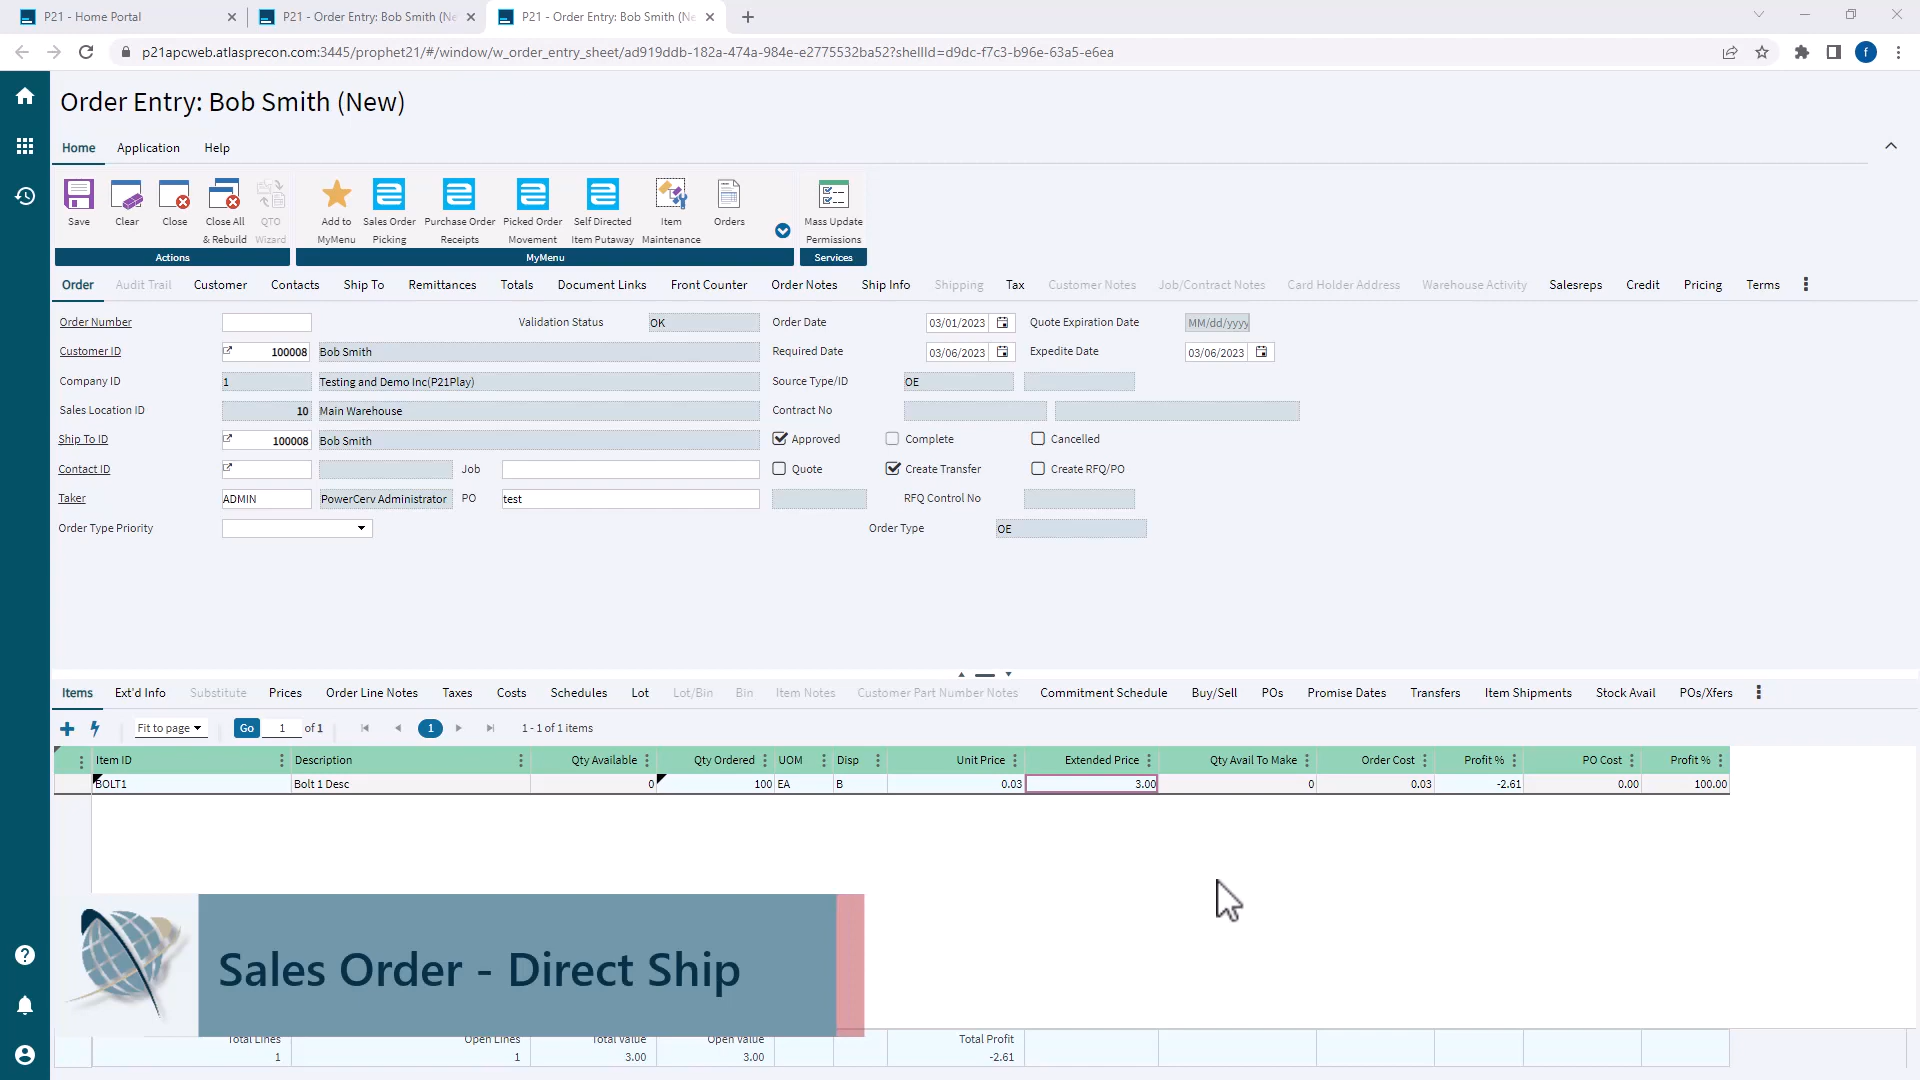 P21 - Home Portal
P21 - Order Entry: Bob Smith (Ne
P21 - Order Entry: Bob Smith (Ne
p21apcweb.atlasprecon.com:3445/prophet21/#/window/w_order_entry_sheet/ad919ddb-182a-474a-984e-e2775532ba52?shellId=d9dc-f7c3-b96e-63a5-e6ea
f
Order Entry: Bob Smith (New)
Home Application Help
Save
Clear
Close
Close All & Rebuild
QTO Wizard
Add to MyMenu
Sales Order Picking
Purchase Order Receipts
Picked Order Movement
Self Directed Item Putaway
Item Maintenance
Orders
Mass Update Permissions
Actions MyMenu Services
Order Audit Trail Customer Contacts Ship To Remittances Totals Document Links Front Counter Order Notes Ship Info Shipping Tax Customer Notes Job/Contract Notes Card Holder Address Warehouse Activity Salesreps Credit Pricing Terms
Order Number Validation Status OK Order Date 03/01/2023 Quote Expiration Date MM/dd/yyyy
Customer ID 100008 Bob Smith Required Date 03/06/2023 Expedite Date 03/06/2023
Company ID 1 Testing and Demo Inc(P21Play) Source Type/ID OE
Sales Location ID 10 Main Warehouse Contract No
Ship To ID 100008 Bob Smith Approved Complete Cancelled
Contact ID Job Quote Create Transfer Create RFQ/PO
Taker ADMIN PowerCerv Administrator PO test RFQ Control No
Order Type Priority Order Type OE
Items Ext'd Info Substitute Prices Order Line Notes Taxes Costs Schedules Lot Lot/Bin Bin Item Notes Customer Part Number Notes Commitment Schedule Buy/Sell POs Promise Dates Transfers Item Shipments Stock Avail POs/Xfers
Fit to page Go 1 of 1 1 1 - 1 of 1 items
Item ID Description Qty Available Qty Ordered UOM Disp Unit Price Extended Price Qty Avail To Make Order Cost Profit % PO Cost Profit %
BOLT1 Bolt 1 Desc 0 100 EA B 0.03 3.00 0 0.03 -2.61 0.00 100.00
Sales Order - Direct Ship
Total Lines Open Lines Total Value Open Value Total Profit
1 1 3.00 3.00 -2.61